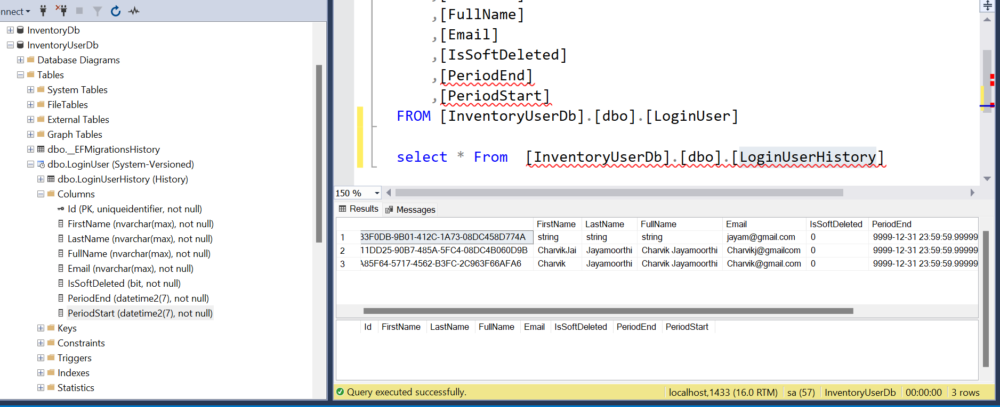 InventoryDb
InventoryUserDb
Database Diagrams
Tables
System Tables
FileTables
External Tables
Graph Tables
dbo.__EFMigrationsHistory
dbo.LoginUser (System-Versioned)
dbo.LoginUserHistory (History)
Columns
Id (PK, uniqueidentifier, not null)
FirstName (nvarchar(max), not null)
LastName (nvarchar(max), not null)
FullName (nvarchar(max), not null)
Email (nvarchar(max), not null)
IsSoftDeleted (bit, not null)
PeriodEnd (datetime2(7), not null)
PeriodStart (datetime2(7), not null)
Keys
Constraints
Triggers
Indexes
Statistics
,[FullName]
,[Email]
,[IsSoftDeleted]
,[PeriodEnd]
,[PeriodStart]
FROM [InventoryUserDb].[dbo].[LoginUser]
select * From  [InventoryUserDb].[dbo].[LoginUserHistory]
150 %
Results Messages
FirstName LastName FullName Email IsSoftDeleted PeriodEnd
1 33F0DB-9B01-412C-1A73-08DC458D774A string string string jayam@gmail.com 0 9999-12-31 23:59:59.99999
2 11DD25-90B7-485A-5FC4-08DC4B060D9B CharvikJai Jayamoorthi Charvik Jayamoorthi Charvikj@gmailcom 0 9999-12-31 23:59:59.99999
3 A85F64-5717-4562-B3FC-2C963F66AFA6 Charvik Jayamoorthi Charvik Jayamoorthi Charvik@gmail.com 0 9999-12-31 23:59:59.99999
Id FirstName LastName FullName Email IsSoftDeleted PeriodEnd PeriodStart
Query executed successfully. localhost,1433 (16.0 RTM) sa (57) InventoryUserDb 00:00:00 3 rows